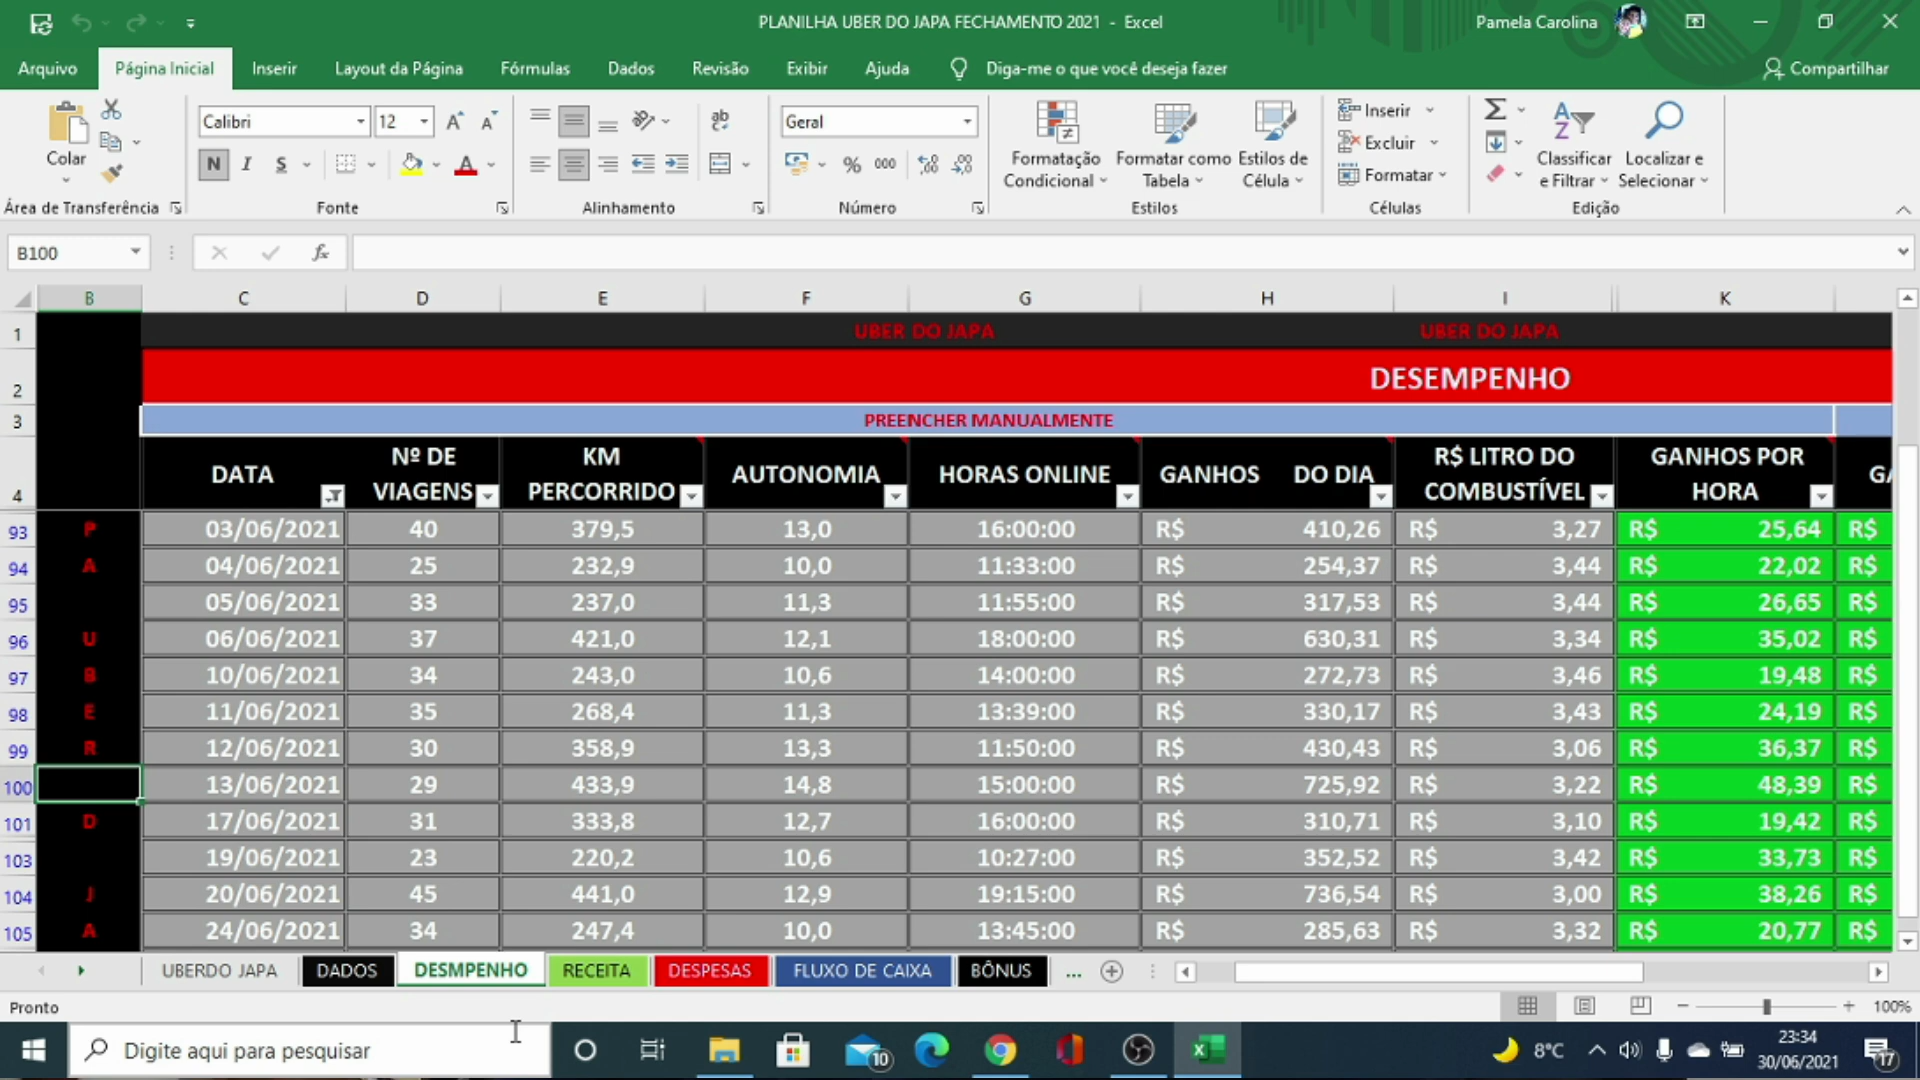 PLANILHA UBER DO JAPA FECHAMENTO 2021 - Excel
Pamela Carolina
Arquivo Página Inicial Inserir Layout da Página Fórmulas Dados Revisão Exibir Ajuda Diga-me o que você deseja fazer Compartilhar
Colar
Calibri 12
N I S
Geral
% 000
Formatação Condicional
Formatar como Tabela
Estilos de Célula
Inserir
Excluir
Formatar
Classificar e Filtrar
Localizar e Selecionar
Área de Transferência Fonte Alinhamento Número Estilos Células Edição
B100 fx
B C D E F G H I K
1 UBER DO JAPA UBER DO JAPA
2 DESEMPENHO
3 PREENCHER MANUALMENTE
4 DATA Nº DE VIAGENS KM PERCORRIDO AUTONOMIA HORAS ONLINE GANHOS DO DIA R$ LITRO DO COMBUSTÍVEL GANHOS POR HORA GA
93 P 03/06/2021 40 379,5 13,0 16:00:00 R$ 410,26 R$ 3,27 R$ 25,64 R$
94 A 04/06/2021 25 232,9 10,0 11:33:00 R$ 254,37 R$ 3,44 R$ 22,02 R$
95 05/06/2021 33 237,0 11,3 11:55:00 R$ 317,53 R$ 3,44 R$ 26,65 R$
96 U 06/06/2021 37 421,0 12,1 18:00:00 R$ 630,31 R$ 3,34 R$ 35,02 R$
97 B 10/06/2021 34 243,0 10,6 14:00:00 R$ 272,73 R$ 3,46 R$ 19,48 R$
98 E 11/06/2021 35 268,4 11,3 13:39:00 R$ 330,17 R$ 3,43 R$ 24,19 R$
99 R 12/06/2021 30 358,9 13,3 11:50:00 R$ 430,43 R$ 3,06 R$ 36,37 R$
100 13/06/2021 29 433,9 14,8 15:00:00 R$ 725,92 R$ 3,22 R$ 48,39 R$
101 D 17/06/2021 31 333,8 12,7 16:00:00 R$ 310,71 R$ 3,10 R$ 19,42 R$
103 19/06/2021 23 220,2 10,6 10:27:00 R$ 352,52 R$ 3,42 R$ 33,73 R$
104 J 20/06/2021 45 441,0 12,9 19:15:00 R$ 736,54 R$ 3,00 R$ 38,26 R$
105 A 24/06/2021 34 247,4 10,0 13:45:00 R$ 285,63 R$ 3,32 R$ 20,77 R$
UBERDO JAPA DADOS DESMPENHO RECEITA DESPESAS FLUXO DE CAIXA BÔNUS ...
Pronto 100%
Digite aqui para pesquisar 10 8°C 23:34
30/06/2021 17